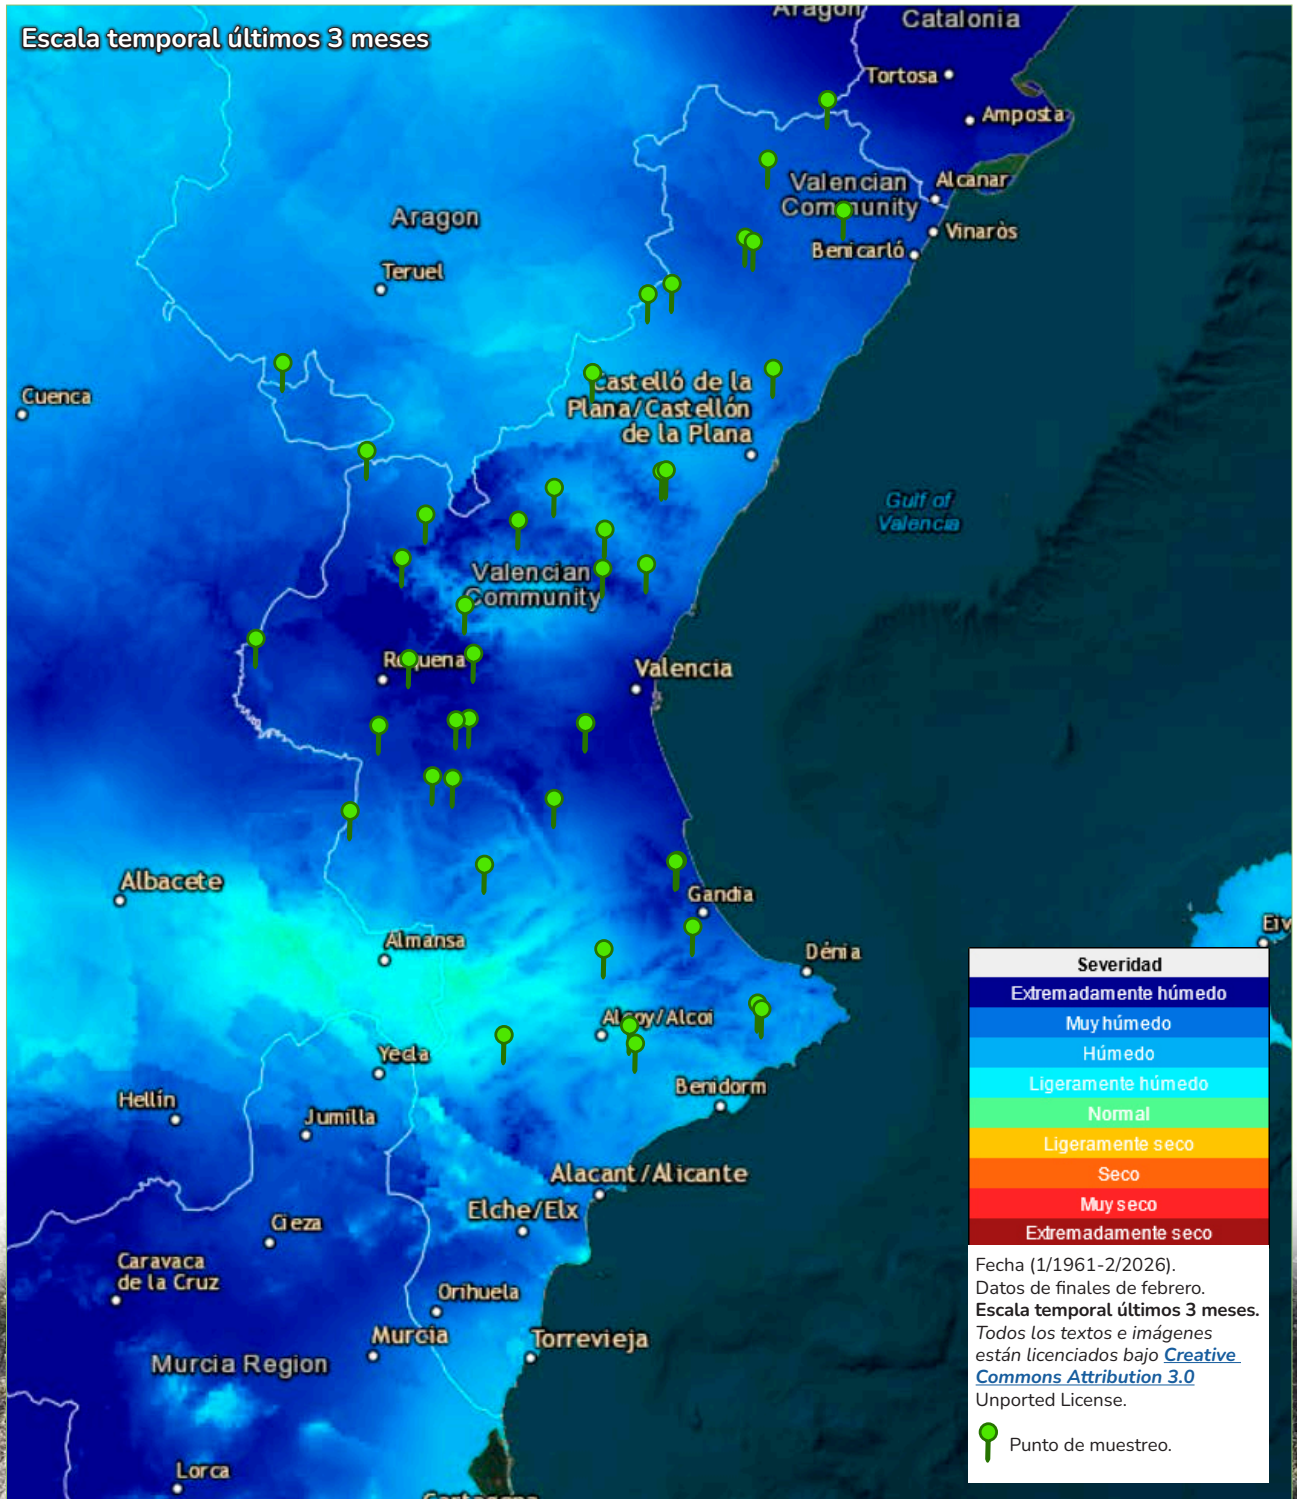 Escala temporal últimos 3 meses
Aragon
Catalonia
Tortosa
Amposta
Valencian
Community
Alcanar
Vinaròs
Benicarló
Aragon
Teruel
Cuenca
Castelló de la
Plana/Castellón
de la Plana
Gulf of
Valencia
Valencian
Community
Requena
Valencia
Albacete
Gandia
Almansa
Dénia
Alcoy/Alcoi
Yecla
Benidorm
Hellín
Jumilla
Alacant/Alicante
Elche/Elx
Cieza
Caravaca
de la Cruz
Orihuela
Murcia
Torrevieja
Murcia Region
Lorca
Cartagena
Eiv
Severidad
Extremadamente húmedo
Muy húmedo
Húmedo
Ligeramente húmedo
Normal
Ligeramente seco
Seco
Muy seco
Extremadamente seco
Fecha (1/1961-2/2026).
Datos de finales de febrero.
Escala temporal últimos 3 meses.
Todos los textos e imágenes
están licenciados bajo Creative
Commons Attribution 3.0
Unported License.
Punto de muestreo.